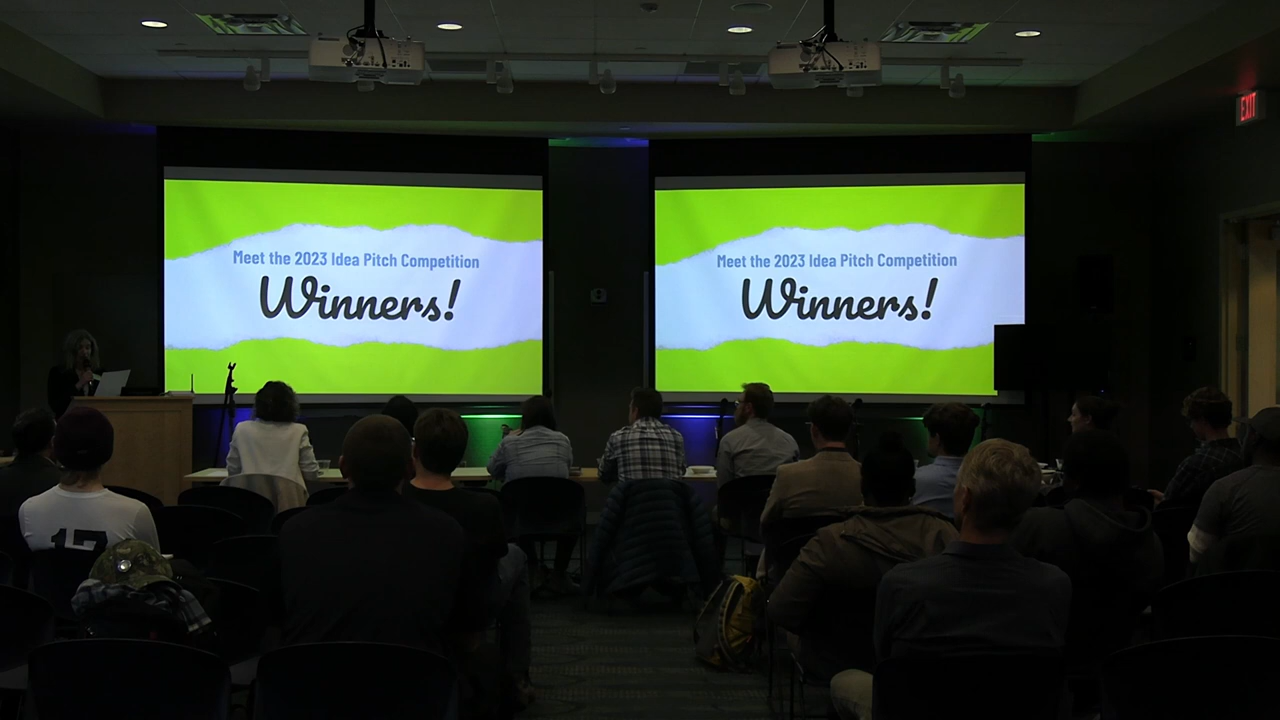 Meet the 2023 Idea Pitch Competition
Winners!
Meet the 2023 Idea Pitch Competition
Winners!
EXIT
17